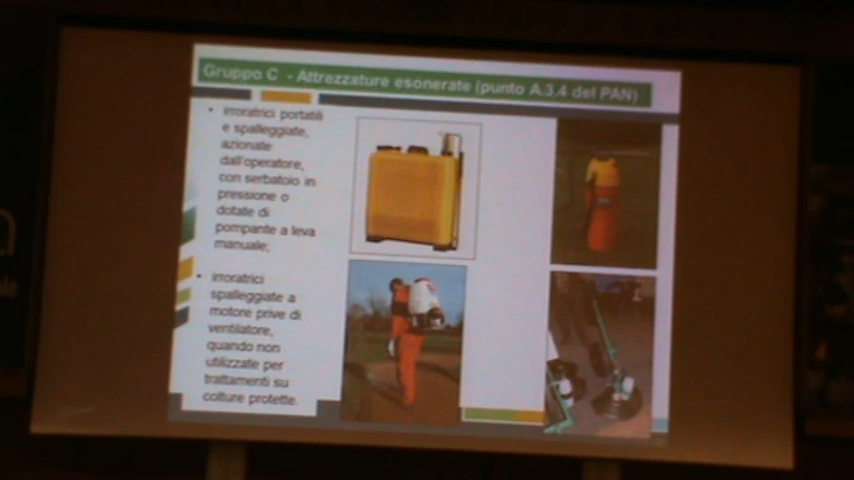 Gruppo C - Attrezzature esonerate (punto A.3.4 del PAN)
• irroratrici portatili
e spalleggiate,
azionate
dall'operatore,
con serbatoio in
pressione o
dotate di
pompante a leva
manuale;
• irroratrici
spalleggiate a
motore prive di
ventilatore,
quando non
utilizzate per
trattamenti su
colture protette.